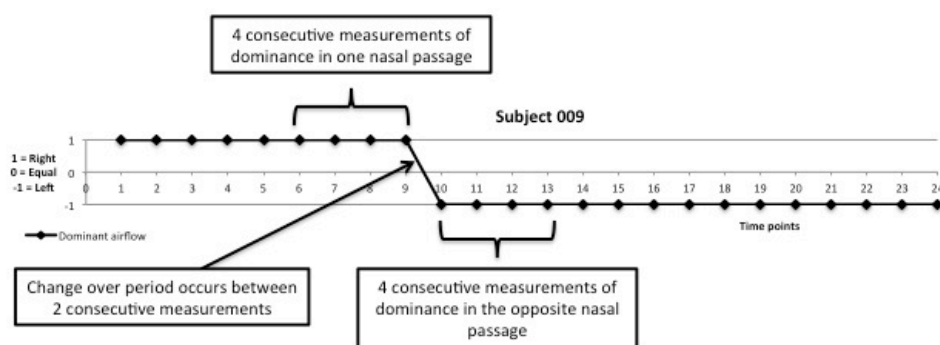 4 consecutive measurements of
dominance in one nasal passage
Subject 009
1 = Right
0 = Equal
-1 = Left
1
0
-1
0 1 2 3 4 5 6 7 8 9 10 11 12 13 14 15 16 17 18 19 20 21 22 23 24
Time points
Dominant airflow
Change over period occurs between
2 consecutive measurements
4 consecutive measurements of
dominance in the opposite nasal
passage